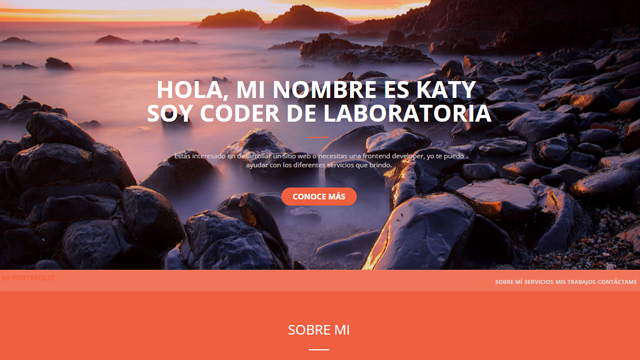 HOLA, MI NOMBRE ES KATY
SOY CODER DE LABORATORIA
Estás interesado en desarrollar un sitio web o necesitas una frontend developer, yo te puedo
ayudar con los diferentes servicios que brindo.
CONOCE MÁS
MI PORTAFOLIO
SOBRE MÍ SERVICIOS MIS TRABAJOS CONTÁCTAME
SOBRE MI